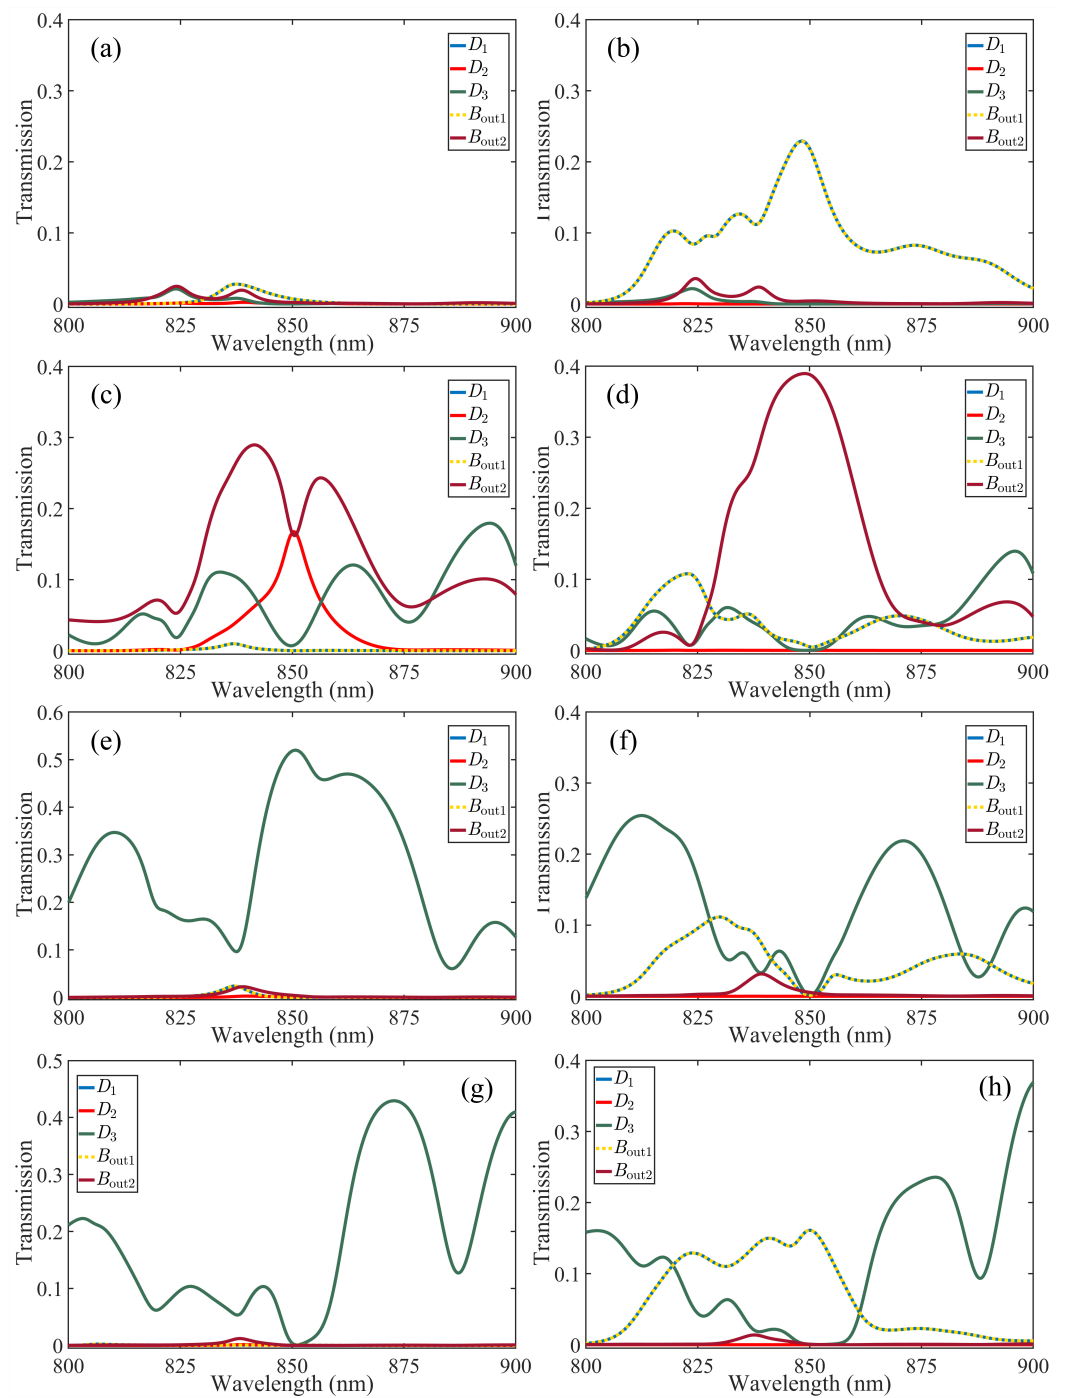 (a)
0.4
0.3
0.2
0.1
0
Transmission
800 825 850 875 900
Wavelength (nm)
D1
D2
D3
Bout1
Bout2
(b)
0.4
0.3
0.2
0.1
0
Transmission
800 825 850 875 900
Wavelength (nm)
D1
D2
D3
Bout1
Bout2
(c)
0.4
0.3
0.2
0.1
0
Transmission
800 825 850 875 900
Wavelength (nm)
D1
D2
D3
Bout1
Bout2
(d)
0.4
0.3
0.2
0.1
0
Transmission
800 825 850 875 900
Wavelength (nm)
D1
D2
D3
Bout1
Bout2
(e)
0.6
0.5
0.4
0.3
0.2
0.1
0
Transmission
800 825 850 875 900
Wavelength (nm)
D1
D2
D3
Bout1
Bout2
(f)
0.4
0.3
0.2
0.1
0
Transmission
800 825 850 875 900
Wavelength (nm)
D1
D2
D3
Bout1
Bout2
(g)
0.5
0.4
0.3
0.2
0.1
0
Transmission
800 825 850 875 900
Wavelength (nm)
D1
D2
D3
Bout1
Bout2
(h)
0.4
0.3
0.2
0.1
0
Transmission
800 825 850 875 900
Wavelength (nm)
D1
D2
D3
Bout1
Bout2